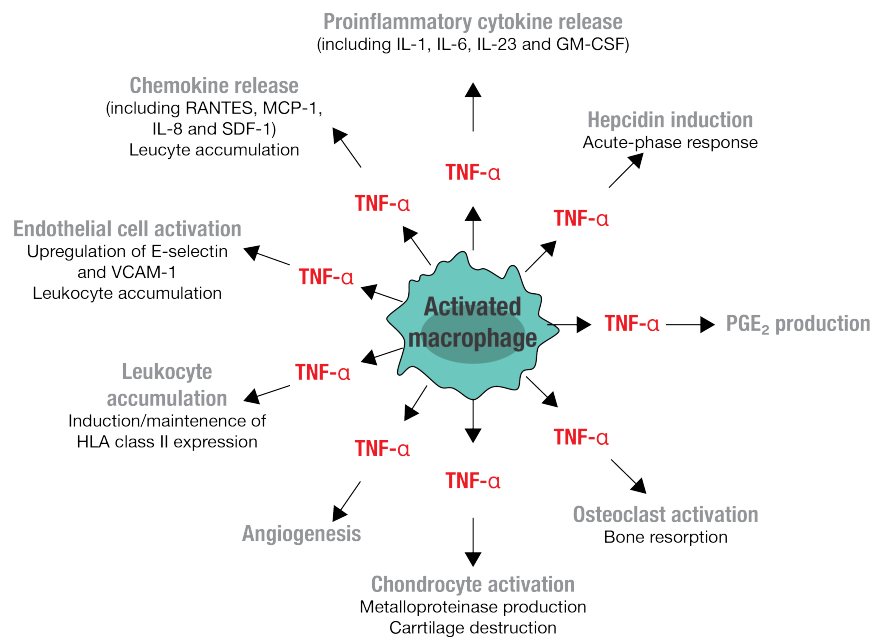 Proinflammatory cytokine release
(including IL-1, IL-6, IL-23 and GM-CSF)
Chemokine release
(including RANTES, MCP-1,
IL-8 and SDF-1)
Leucyte accumulation
Hepcidin induction
Acute-phase response
TNF-α
TNF-α
TNF-α
Endothelial cell activation
Upregulation of E-selectin
and VCAM-1
Leukocyte accumulation
TNF-α
Activated
macrophage
TNF-α
PGE₂ production
Leukocyte
accumulation
Induction/maintenence of
HLA class II expression
TNF-α
TNF-α
TNF-α
TNF-α
Angiogenesis
Osteoclast activation
Bone resorption
Chondrocyte activation
Metalloproteinase production
Carrtilage destruction